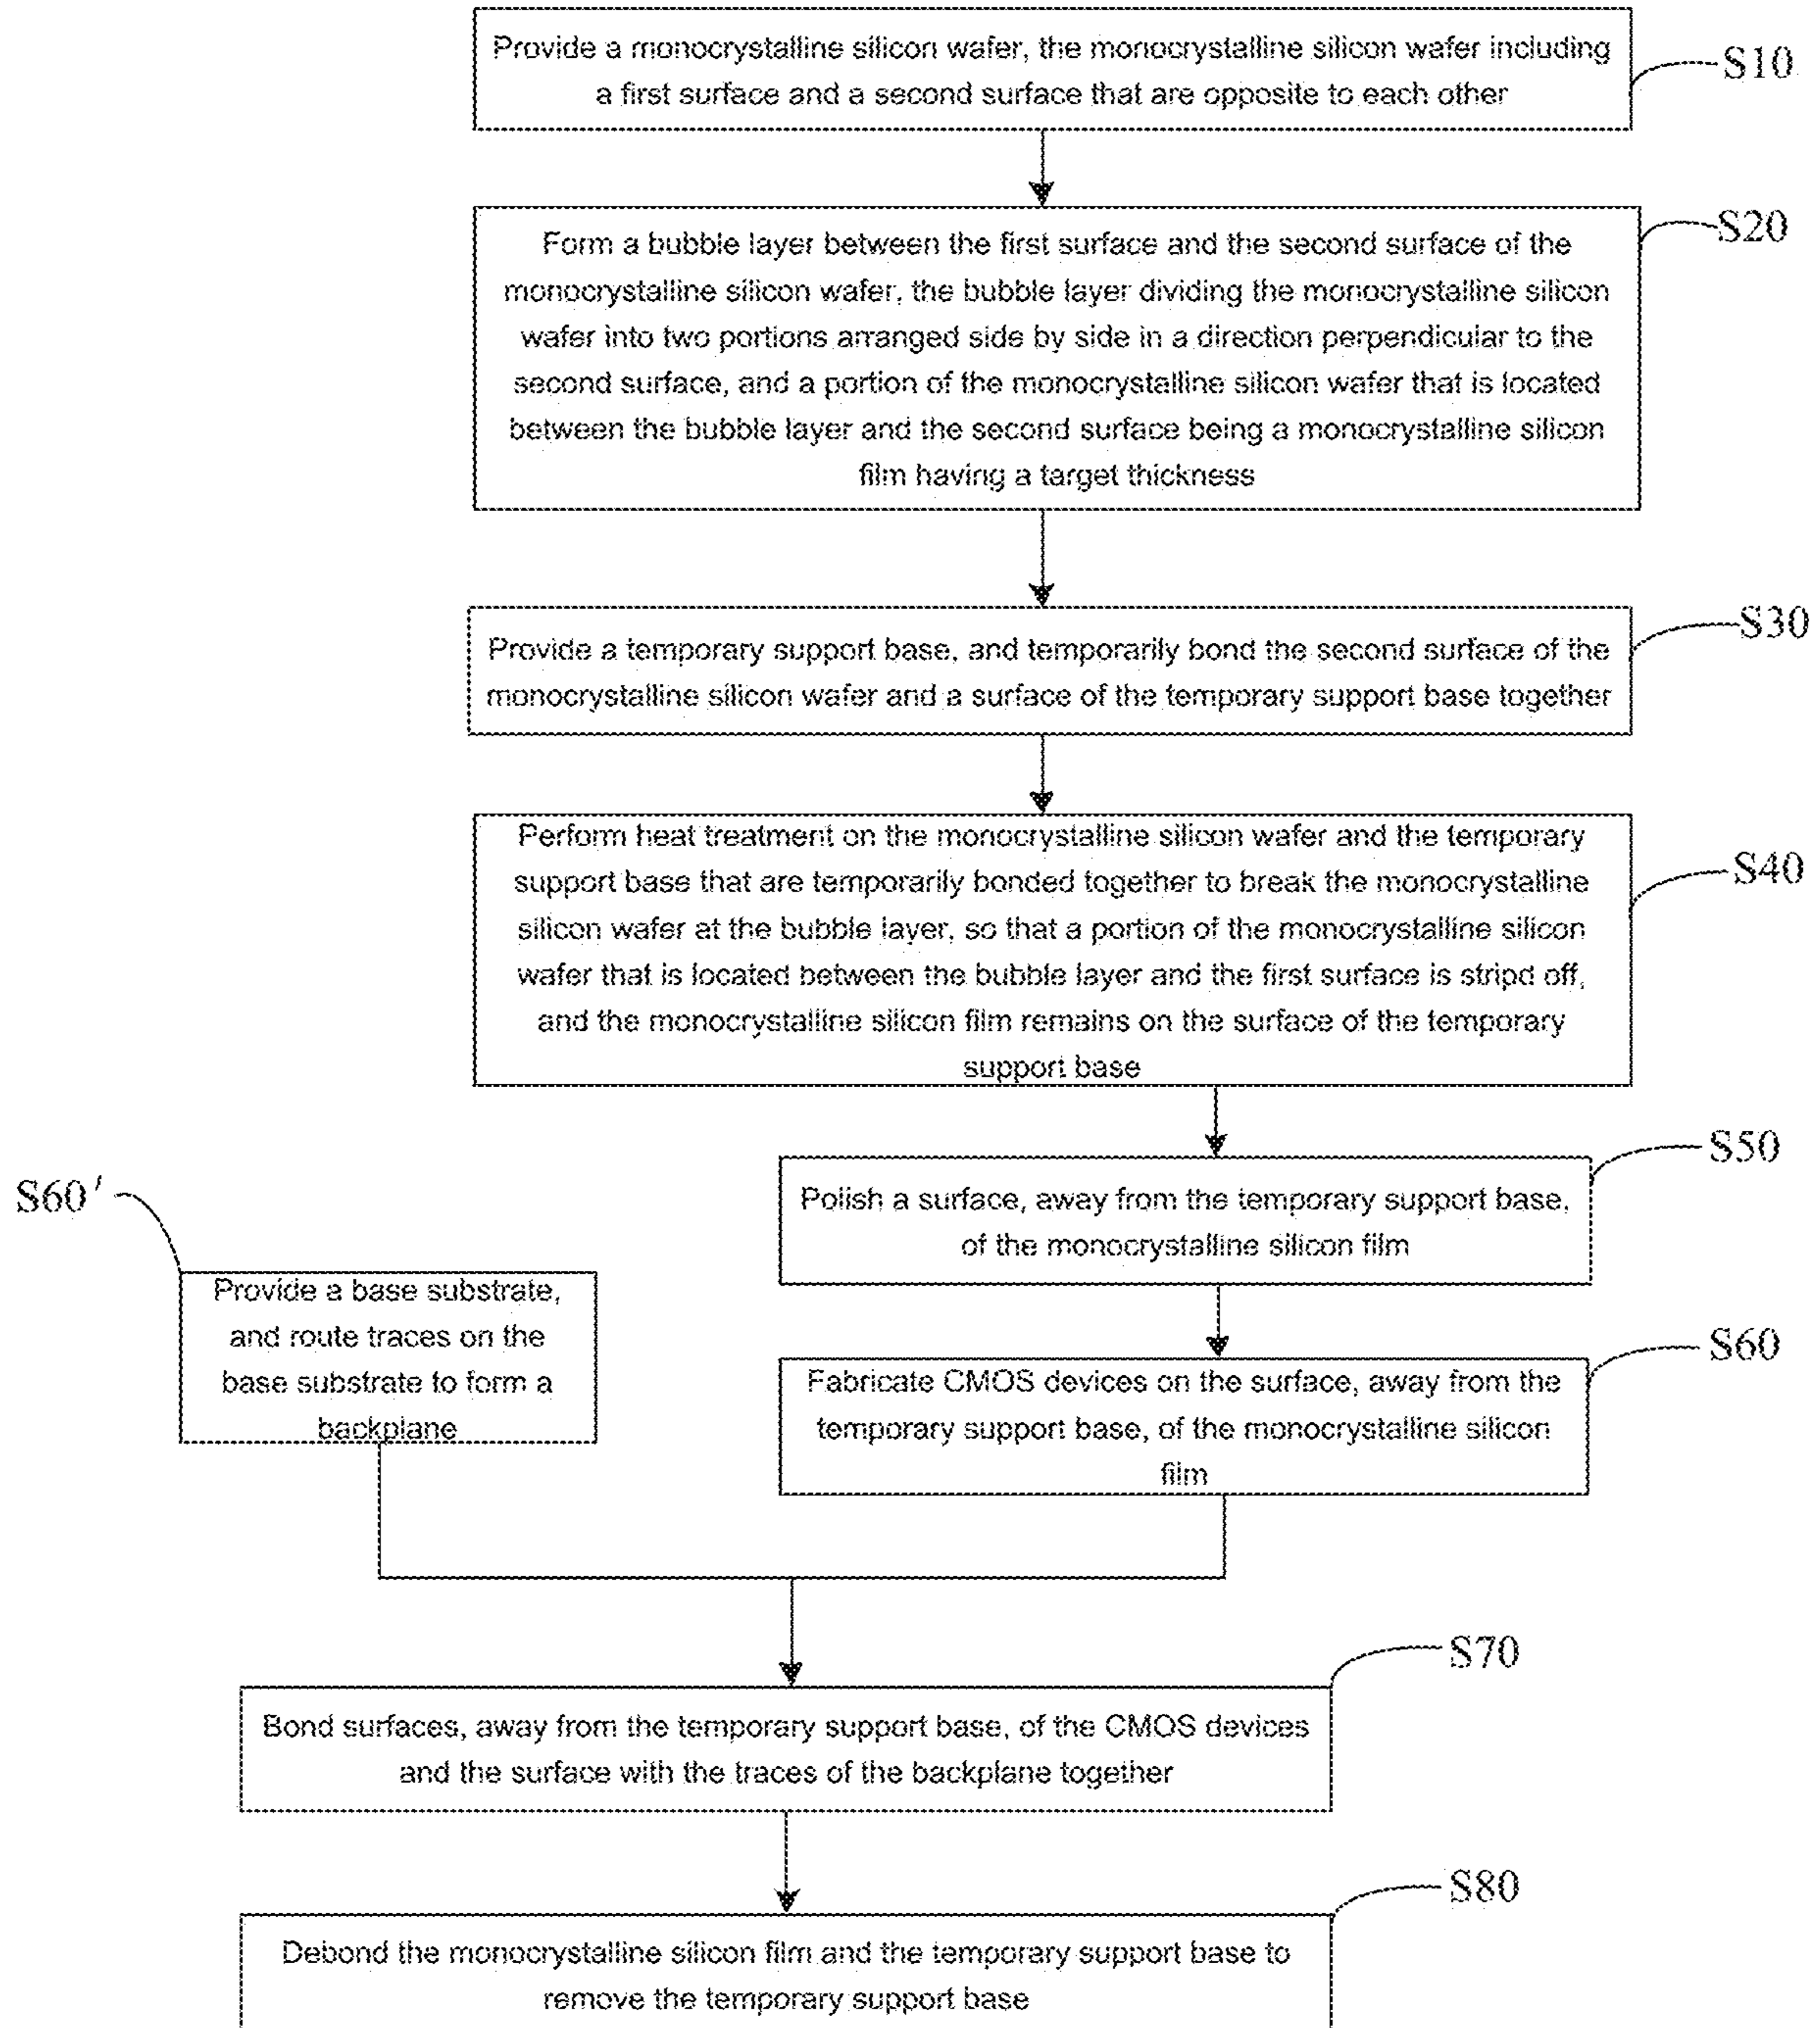 Provide a monocrystalline silicon wafer, the monocrystalline silicon wafer including
a first surface and a second surface that are opposite to each other
S10
Form a bubble layer between the first surface and the second surface of the
monocrystalline silicon wafer, the bubble layer dividing the monocrystalline silicon
wafer into two portions arranged side by side in a direction perpendicular to the
second surface, and a portion of the monocrystalline silicon wafer that is located
between the bubble layer and the second surface being a monocrystalline silicon
film having a target thickness
S20
Provide a temporary support base, and temporarily bond the second surface of the
monocrystalline silicon wafer and a surface of the temporary support base together
S30
Perform heat treatment on the monocrystalline silicon wafer and the temporary
support base that are temporarily bonded together to break the monocrystalline
silicon wafer at the bubble layer, so that a portion of the monocrystalline silicon
wafer that is located between the bubble layer and the first surface is stripd off,
and the monocrystalline silicon film remains on the surface of the temporary
support base
S40
Polish a surface, away from the temporary support base,
of the monocrystalline silicon film
S50
S60′
Provide a base substrate,
and route traces on the
base substrate to form a
backplane
Fabricate CMOS devices on the surface, away from the
temporary support base, of the monocrystalline silicon
film
S60
Bond surfaces, away from the temporary support base, of the CMOS devices
and the surface with the traces of the backplane together
S70
Debond the monocrystalline silicon film and the temporary support base to
remove the temporary support base
S80